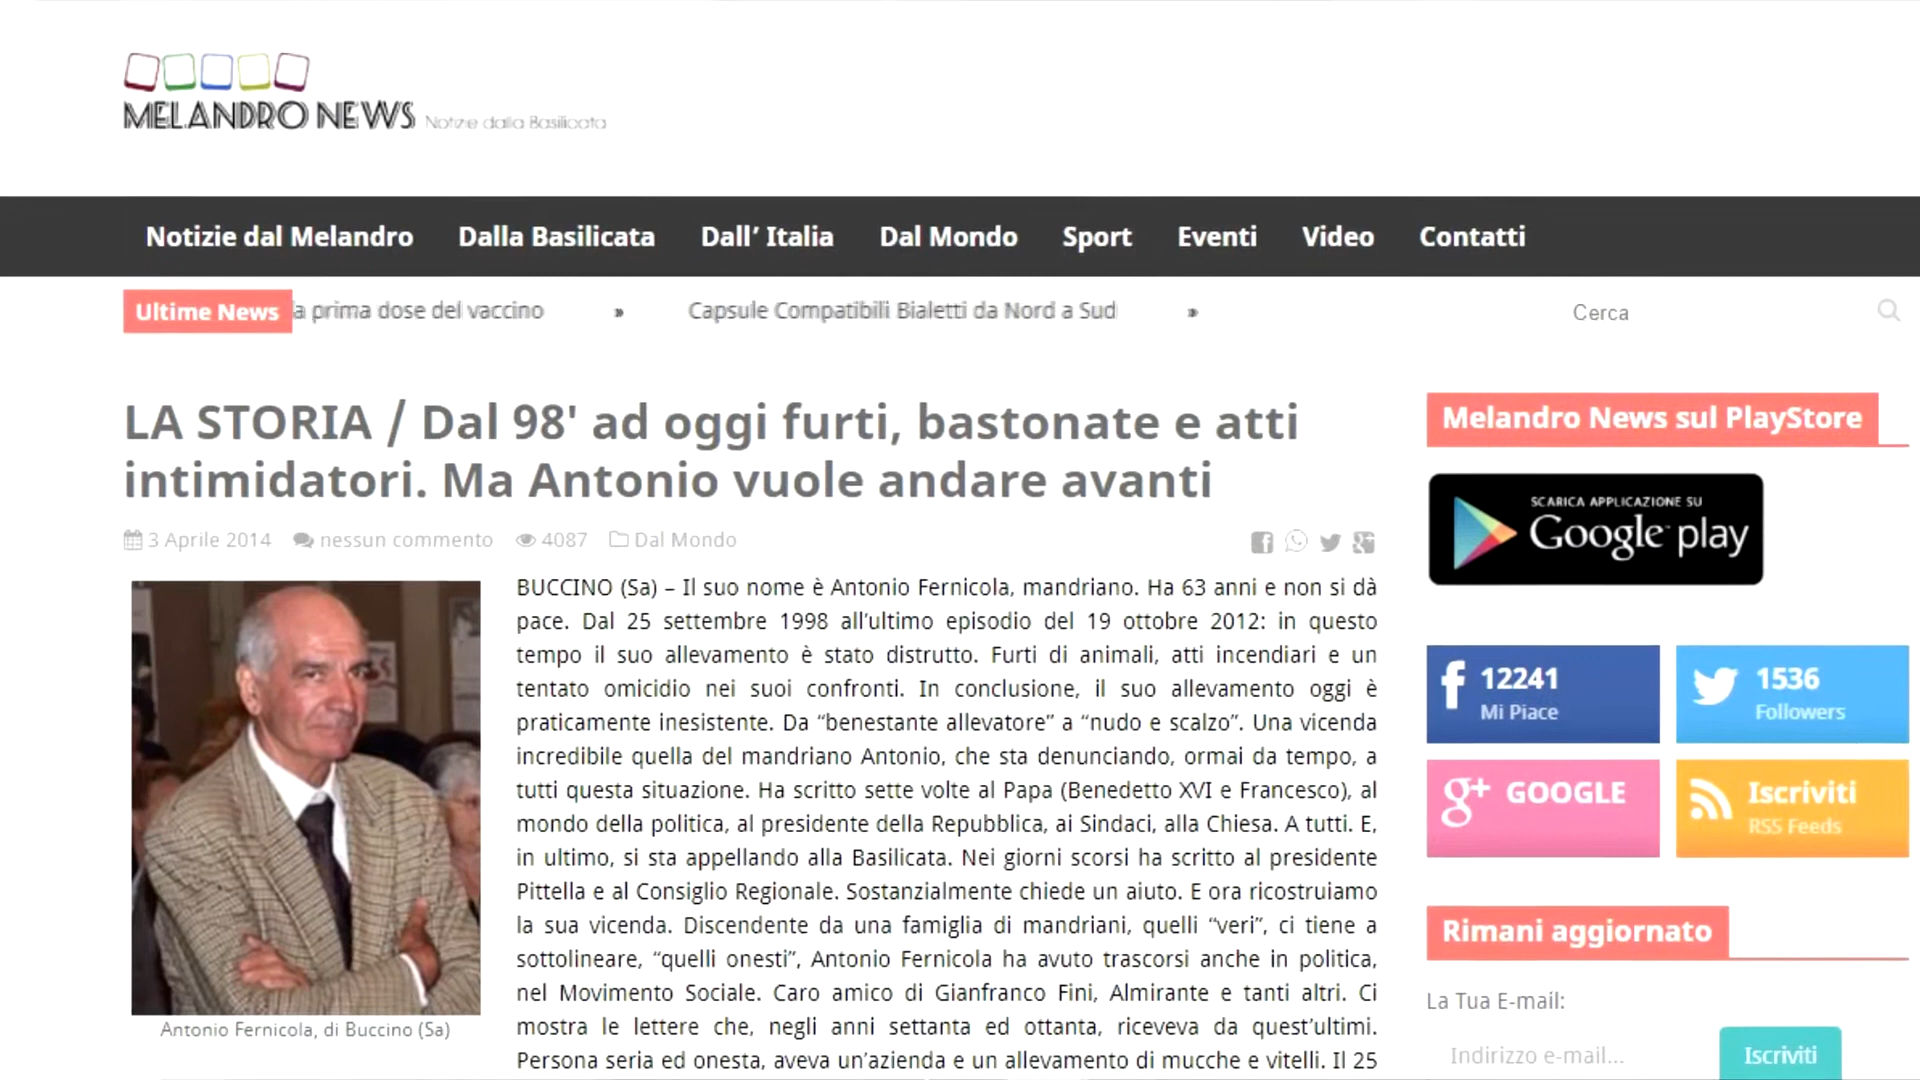 MELANDRO NEWS Notizie dalla Basilicata
Notizie dal Melandro Dalla Basilicata Dall' Italia Dal Mondo Sport Eventi Video Contatti
Ultime News a prima dose del vaccino » Capsule Compatibili Bialetti da Nord a Sud » Cerca
LA STORIA / Dal 98' ad oggi furti, bastonate e atti
intimidatori. Ma Antonio vuole andare avanti
3 Aprile 2014 nessun commento 4087 Dal Mondo
BUCCINO (Sa) – Il suo nome è Antonio Fernicola, mandriano. Ha 63 anni e non si dà
pace. Dal 25 settembre 1998 all'ultimo episodio del 19 ottobre 2012: in questo
tempo il suo allevamento è stato distrutto. Furti di animali, atti incendiari e un
tentato omicidio nei suoi confronti. In conclusione, il suo allevamento oggi è
praticamente inesistente. Da “benestante allevatore” a “nudo e scalzo”. Una vicenda
incredibile quella del mandriano Antonio, che sta denunciando, ormai da tempo, a
tutti questa situazione. Ha scritto sette volte al Papa (Benedetto XVI e Francesco), al
mondo della politica, al presidente della Repubblica, ai Sindaci, alla Chiesa. A tutti. E,
in ultimo, si sta appellando alla Basilicata. Nei giorni scorsi ha scritto al presidente
Pittella e al Consiglio Regionale. Sostanzialmente chiede un aiuto. E ora ricostruiamo
la sua vicenda. Discendente da una famiglia di mandriani, quelli “veri”, ci tiene a
sottolineare, “quelli onesti”, Antonio Fernicola ha avuto trascorsi anche in politica,
nel Movimento Sociale. Caro amico di Gianfranco Fini, Almirante e tanti altri. Ci
mostra le lettere che, negli anni settanta ed ottanta, riceveva da quest'ultimi.
Persona seria ed onesta, aveva un'azienda e un allevamento di mucche e vitelli. Il 25
Antonio Fernicola, di Buccino (Sa)
Melandro News sul PlayStore
SCARICA APPLICAZIONE SU
Google play
12241
Mi Piace
1536
Followers
g+ GOOGLE
Iscriviti
RSS Feeds
Rimani aggiornato
La Tua E-mail:
Indirizzo e-mail... Iscriviti